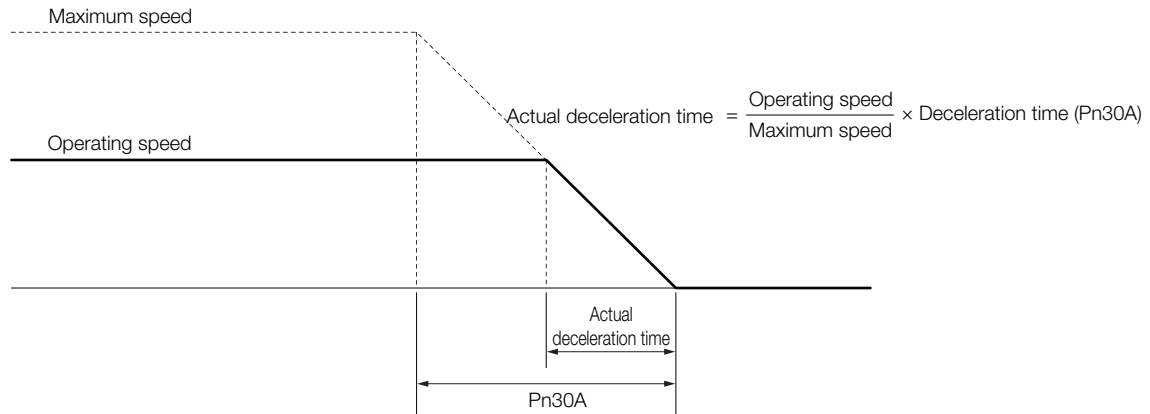 Maximum speed
Actual deceleration time = Operating speed / Maximum speed × Deceleration time (Pn30A)
Operating speed
Actual
deceleration time
Pn30A